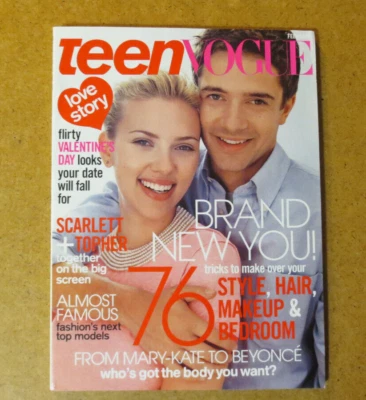 teenVOGUE
love
story
flirty
VALENTINE'S
DAY looks
your date
will fall
for
SCARLETT
+ TOPHER
together
on the big
screen
ALMOST
FAMOUS
fashion's next
top models
BRAND
NEW YOU!
76
tricks to make over your
STYLE, HAIR,
MAKEUP &
BEDROOM
FROM MARY-KATE TO BEYONCÉ
who's got the body you want?